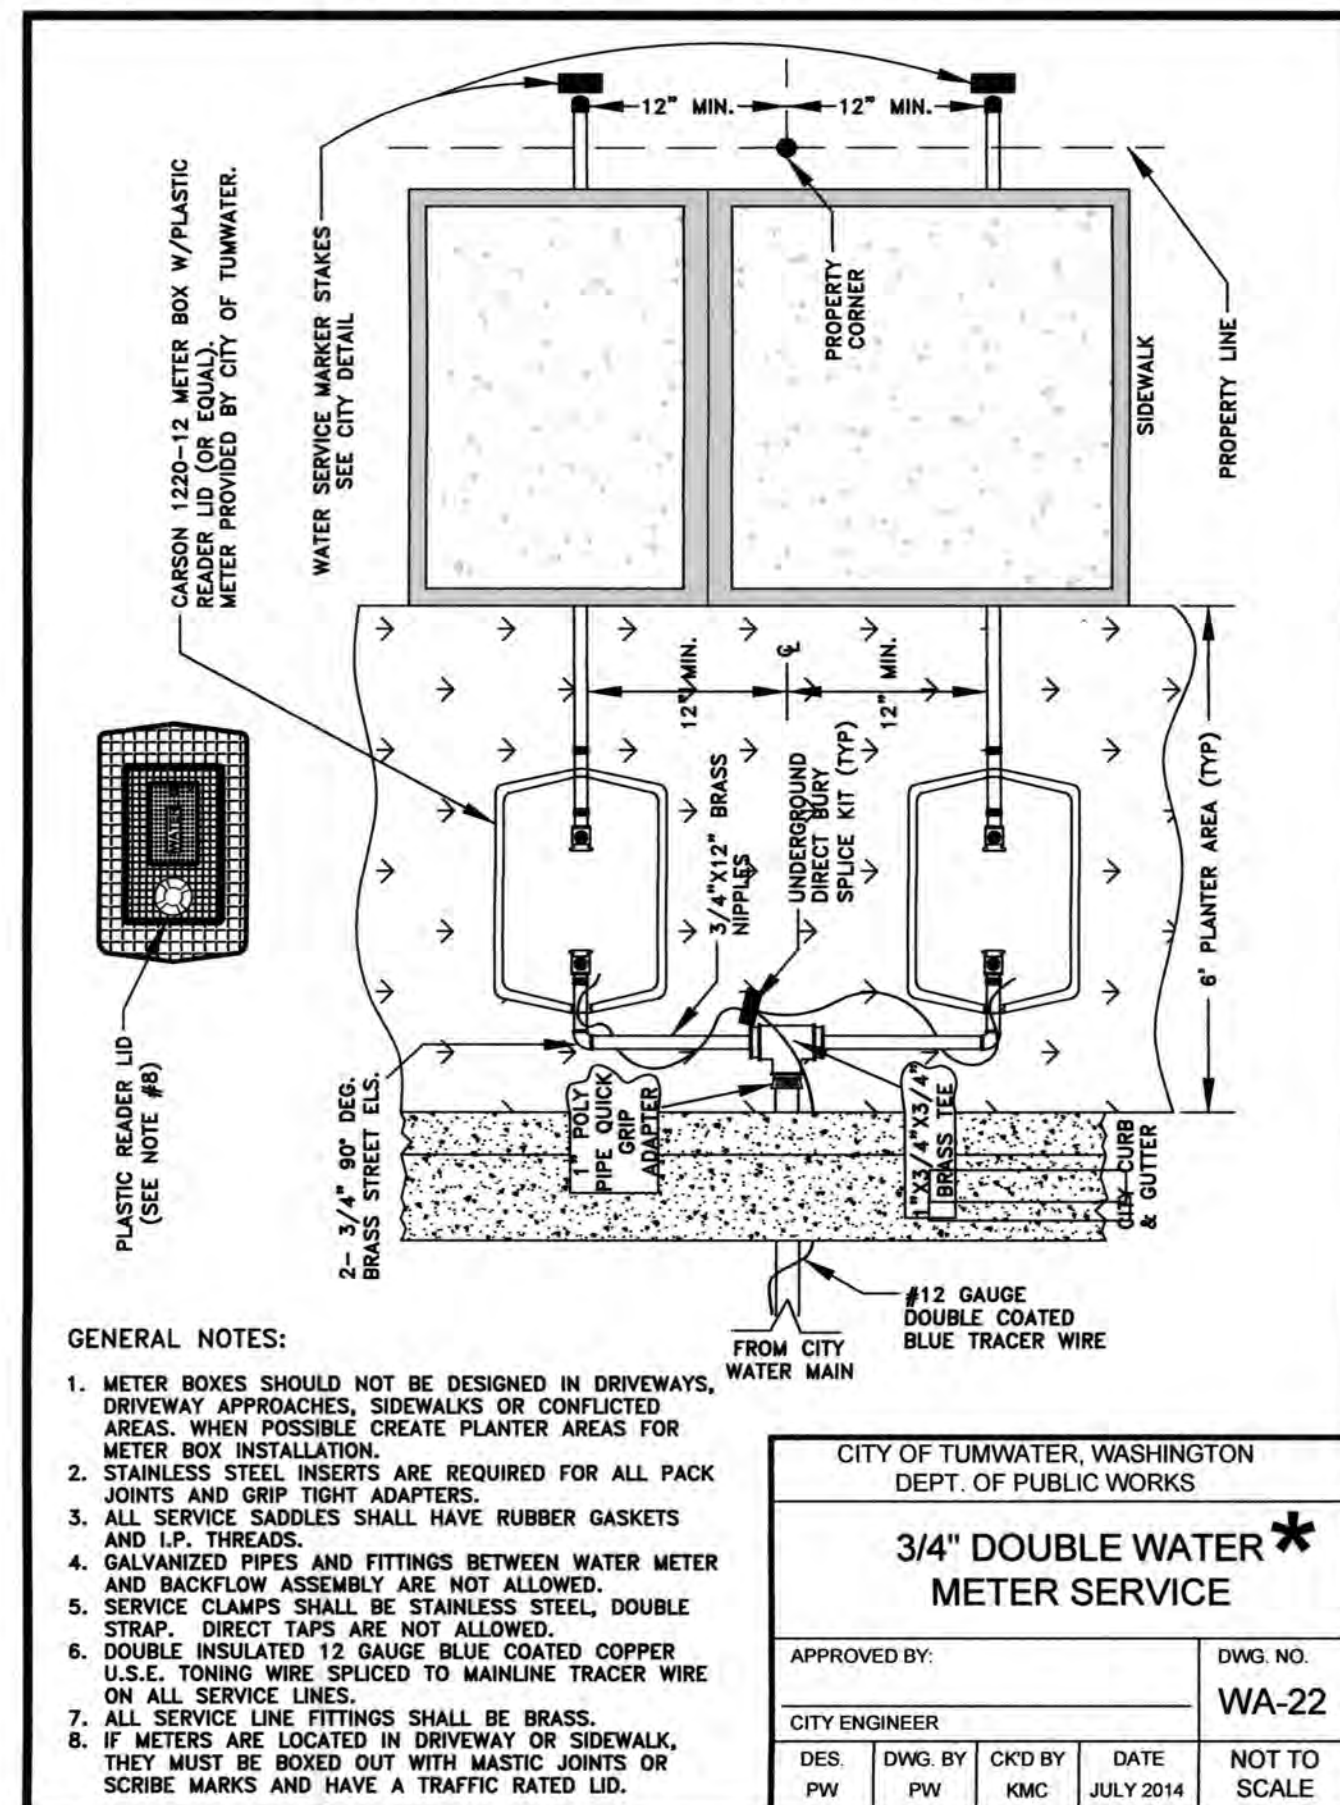 12" MIN.
12" MIN.
CARSON 1220-12 METER BOX W/PLASTIC
READER LID (OR EQUAL).
METER PROVIDED BY CITY OF TUMWATER.
WATER SERVICE MARKER STAKES
SEE CITY DETAIL
PROPERTY
CORNER
SIDEWALK
PROPERTY LINE
12" MIN.
℄
12" MIN.
WATER
3/4"X12" BRASS
NIPPLES
UNDERGROUND
DIRECT BURY
SPLICE KIT (TYP)
6' PLANTER AREA (TYP)
PLASTIC READER LID
(SEE NOTE #8)
2- 3/4" 90° DEG.
BRASS STREET ELS.
1" POLY
PIPE QUICK
GRIP
ADAPTER
1"X3/4"X3/4"
BRASS TEE
CITY CURB
& GUTTER
#12 GAUGE
DOUBLE COATED
BLUE TRACER WIRE
FROM CITY
WATER MAIN
GENERAL NOTES:
1. METER BOXES SHOULD NOT BE DESIGNED IN DRIVEWAYS,
DRIVEWAY APPROACHES, SIDEWALKS OR CONFLICTED
AREAS. WHEN POSSIBLE CREATE PLANTER AREAS FOR
METER BOX INSTALLATION.
2. STAINLESS STEEL INSERTS ARE REQUIRED FOR ALL PACK
JOINTS AND GRIP TIGHT ADAPTERS.
3. ALL SERVICE SADDLES SHALL HAVE RUBBER GASKETS
AND I.P. THREADS.
4. GALVANIZED PIPES AND FITTINGS BETWEEN WATER METER
AND BACKFLOW ASSEMBLY ARE NOT ALLOWED.
5. SERVICE CLAMPS SHALL BE STAINLESS STEEL, DOUBLE
STRAP. DIRECT TAPS ARE NOT ALLOWED.
6. DOUBLE INSULATED 12 GAUGE BLUE COATED COPPER
U.S.E. TONING WIRE SPLICED TO MAINLINE TRACER WIRE
ON ALL SERVICE LINES.
7. ALL SERVICE LINE FITTINGS SHALL BE BRASS.
8. IF METERS ARE LOCATED IN DRIVEWAY OR SIDEWALK,
THEY MUST BE BOXED OUT WITH MASTIC JOINTS OR
SCRIBE MARKS AND HAVE A TRAFFIC RATED LID.
CITY OF TUMWATER, WASHINGTON
DEPT. OF PUBLIC WORKS
3/4" DOUBLE WATER *
METER SERVICE
APPROVED BY:
CITY ENGINEER
DWG. NO.
WA-22
DES.
PW
DWG. BY
PW
CK'D BY
KMC
DATE
JULY 2014
NOT TO
SCALE